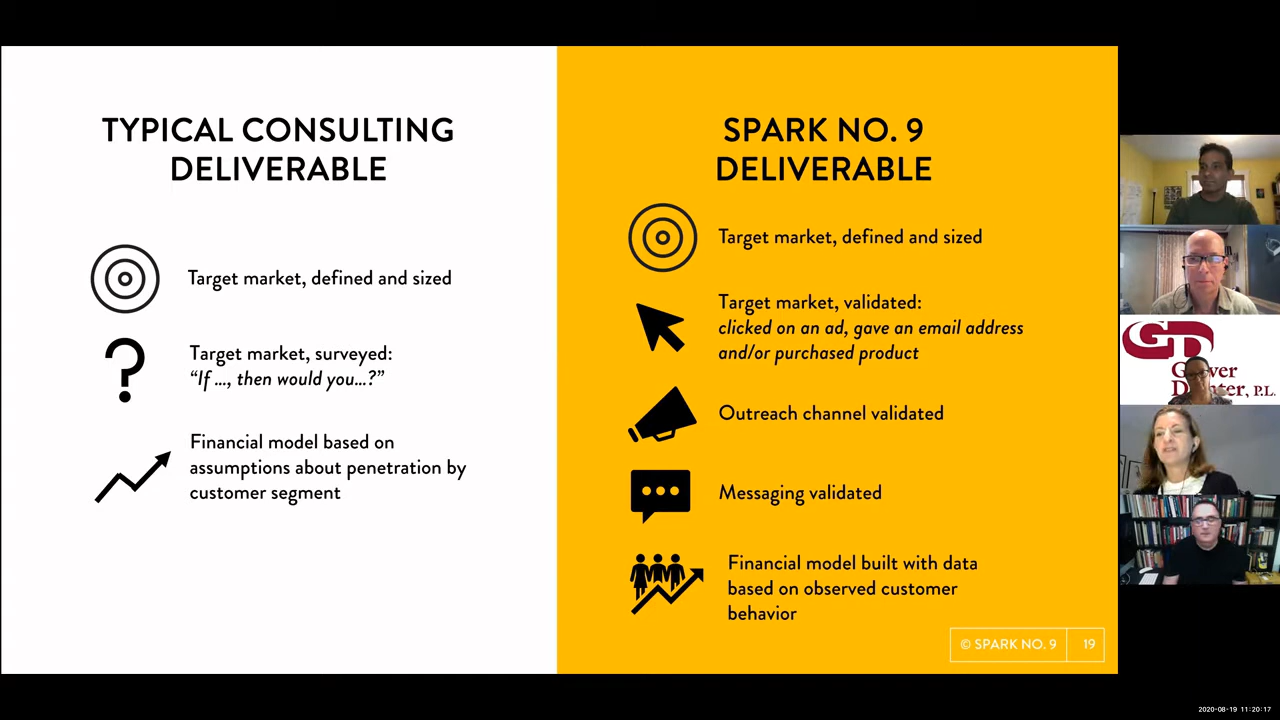 TYPICAL CONSULTING
DELIVERABLE
Target market, defined and sized
Target market, surveyed:
“If ..., then would you...?”
Financial model based on
assumptions about penetration by
customer segment
SPARK NO. 9
DELIVERABLE
Target market, defined and sized
Target market, validated:
clicked on an ad, gave an email address
and/or purchased product
Outreach channel validated
Messaging validated
Financial model built with data
based on observed customer
behavior
© SPARK NO. 9
19
GD
P.L.
2020-08-19 11:20:17